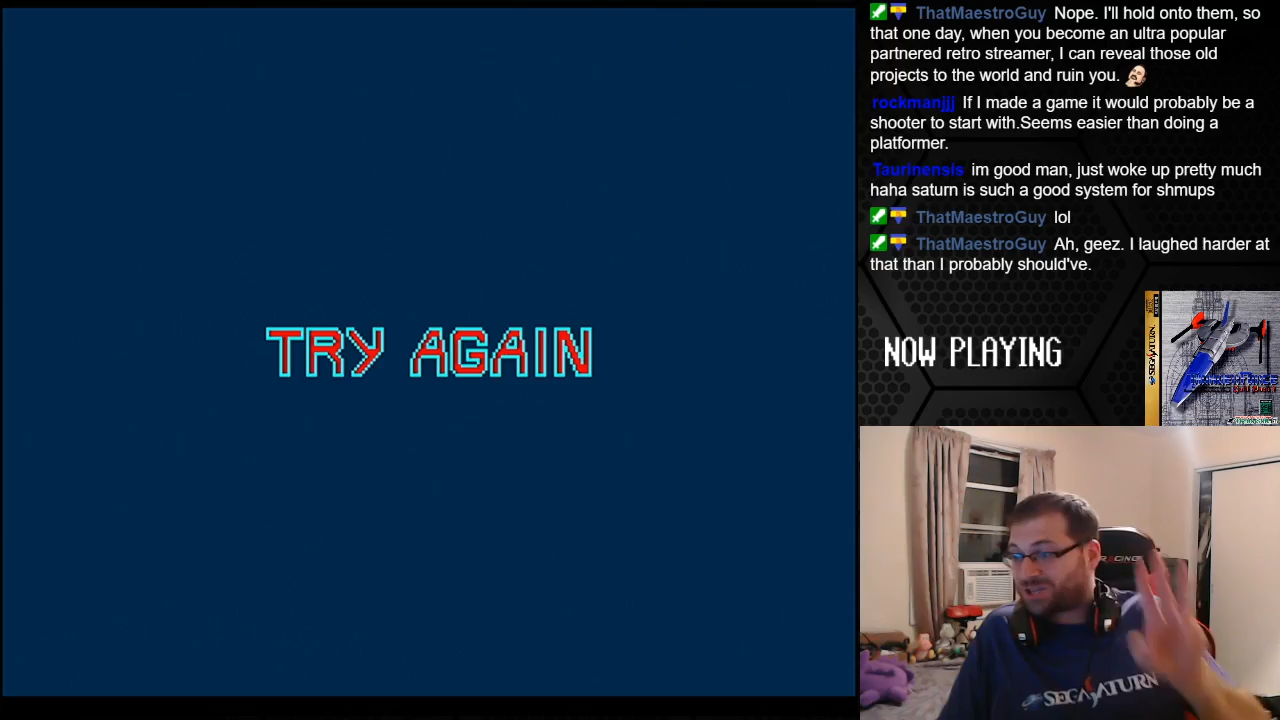 ThatMaestroGuy Nope. I'll hold onto them, so
that one day, when you become an ultra popular
partnered retro streamer, I can reveal those old
projects to the world and ruin you.
rockmanjjj If I made a game it would probably be a
shooter to start with.Seems easier than doing a
platformer.
Taurinensis im good man, just woke up pretty much
haha saturn is such a good system for shmups
ThatMaestroGuy lol
ThatMaestroGuy Ah, geez. I laughed harder at
that than I probably should've.
TRY AGAIN
NOW PLAYING
SEGA SATURN
RACING
SEGA SATURN